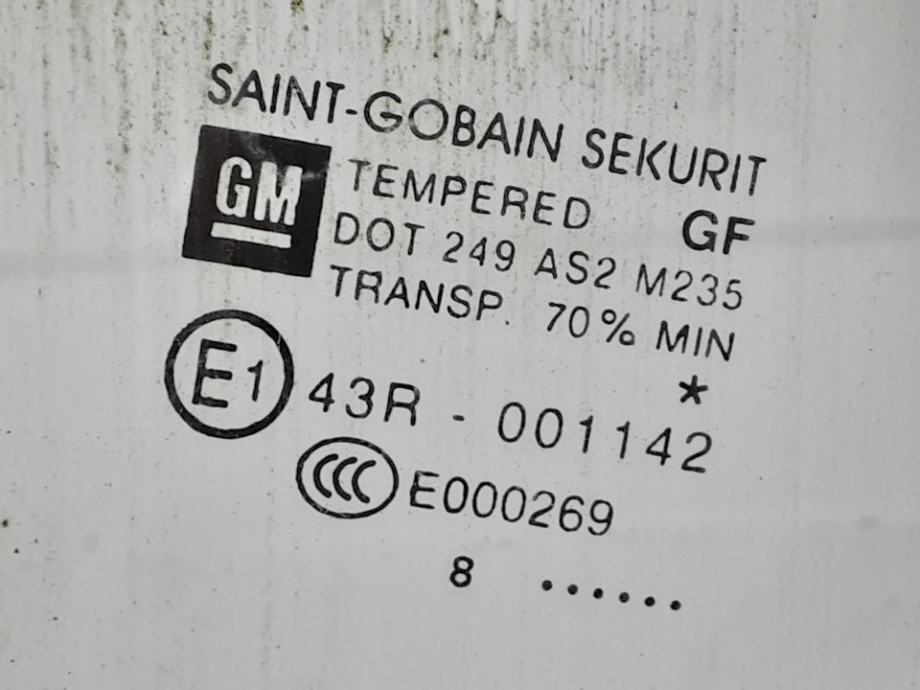 SAINT-GOBAIN SEKURIT
GM
TEMPERED GF
DOT 249 AS2 M235
TRANSP. 70% MIN
*
E1 43R - 001142
CCC E000269
8 ......